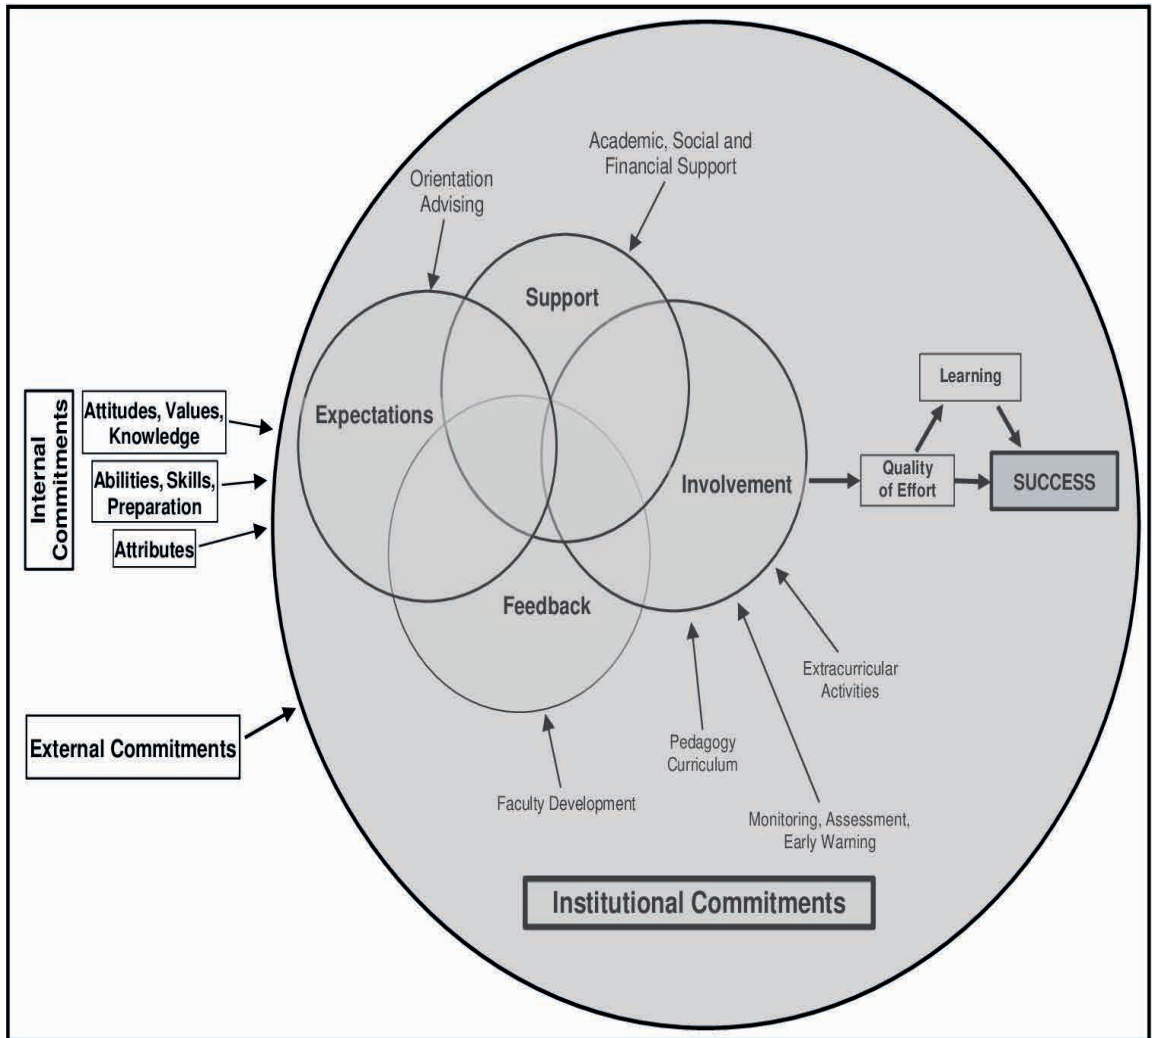 Academic, Social and
Financial Support
Orientation
Advising
Support
Expectations
Involvement
Feedback
Learning
Quality
of Effort
SUCCESS
Internal
Commitments
Attitudes, Values,
Knowledge
Abilities, Skills,
Preparation
Attributes
External Commitments
Extracurricular
Activities
Pedagogy
Curriculum
Faculty Development
Monitoring, Assessment,
Early Warning
Institutional Commitments